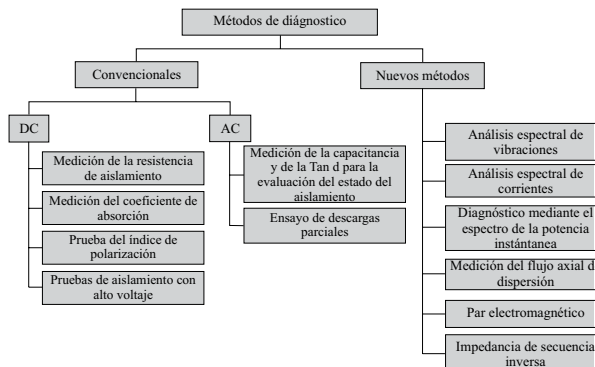 Métodos de diágnostico
Convencionales
Nuevos métodos
DC
AC
Medición de la resistencia
de aislamiento
Medición del coeficiente de
absorción
Prueba del índice de
polarización
Pruebas de aislamiento con
alto voltaje
Medición de la capacitancia
y de la Tan d para la
evaluación del estado del
aislamiento
Ensayo de descargas
parciales
Análisis espectral de
vibraciones
Análisis espectral de
corrientes
Diagnóstico mediante el
espectro de la potencia
instántanea
Medición del flujo axial d
dispersión
Par electromagnético
Impedancia de secuencia
inversa